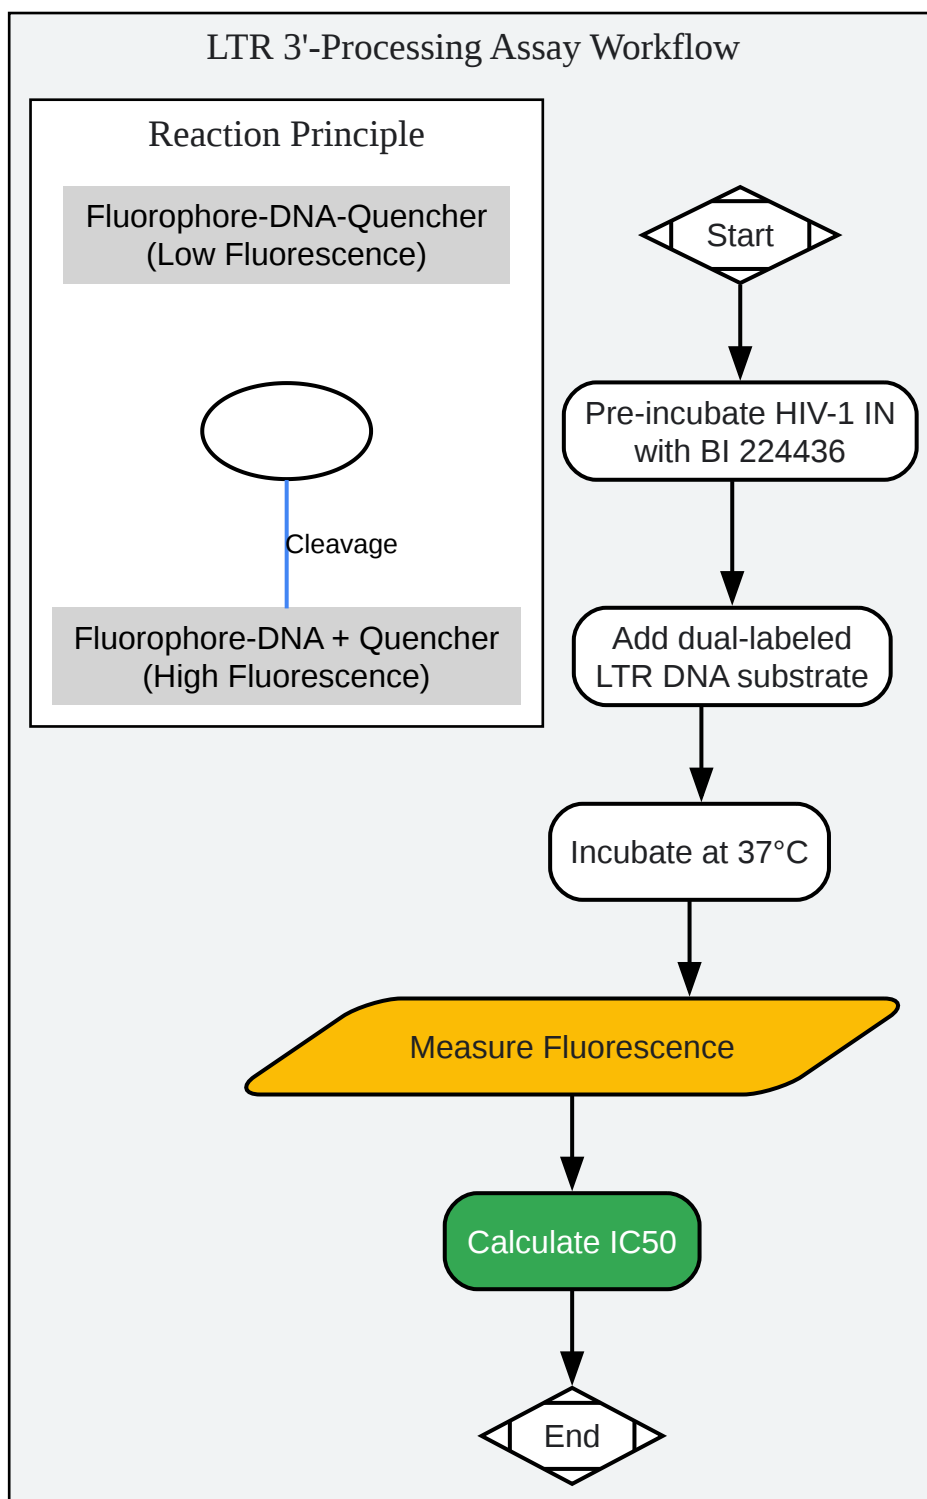 LTR 3'-Processing Assay Workflow
Reaction Principle
Fluorophore-DNA-Quencher
(Low Fluorescence)
Cleavage
Fluorophore-DNA + Quencher
(High Fluorescence)
Start
Pre-incubate HIV-1 IN
with BI 224436
Add dual-labeled
LTR DNA substrate
Incubate at 37°C
Measure Fluorescence
Calculate IC50
End